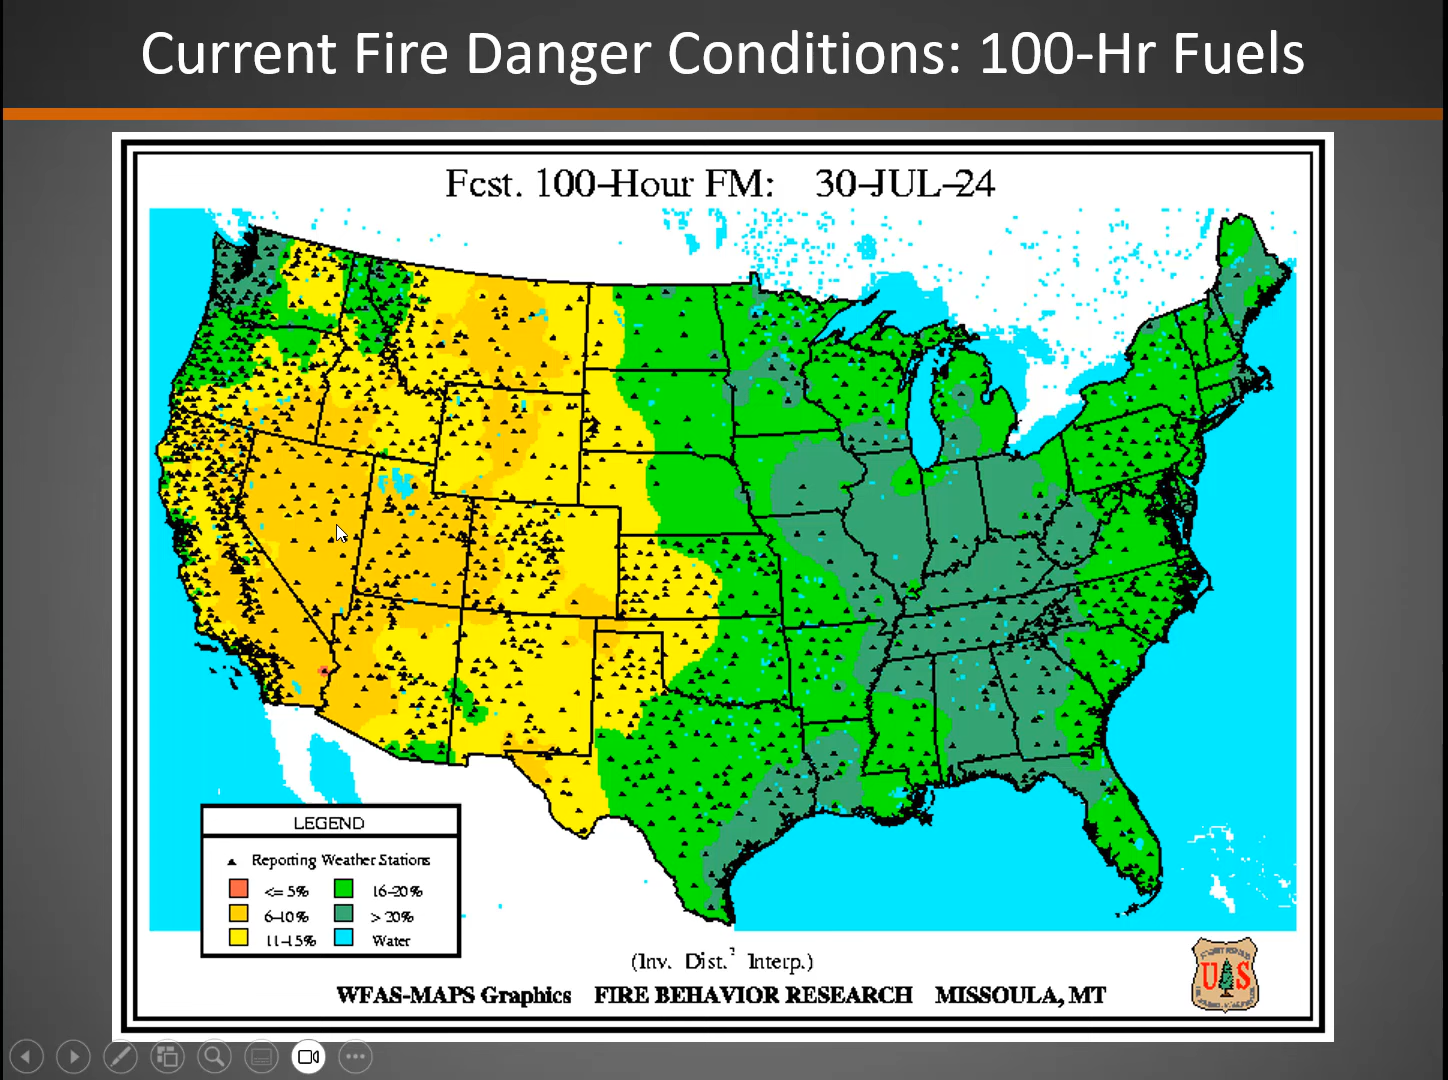 Current Fire Danger Conditions: 100-Hr Fuels
Fcst. 100-Hour FM: 30-JUL-24
LEGEND
Reporting Weather Stations
<= 5%
16-20%
6-10%
> 20%
11-15%
Water
(Inv. Dist.² Interp.)
WFAS-MAPS Graphics FIRE BEHAVIOR RESEARCH MISSOULA, MT
U S